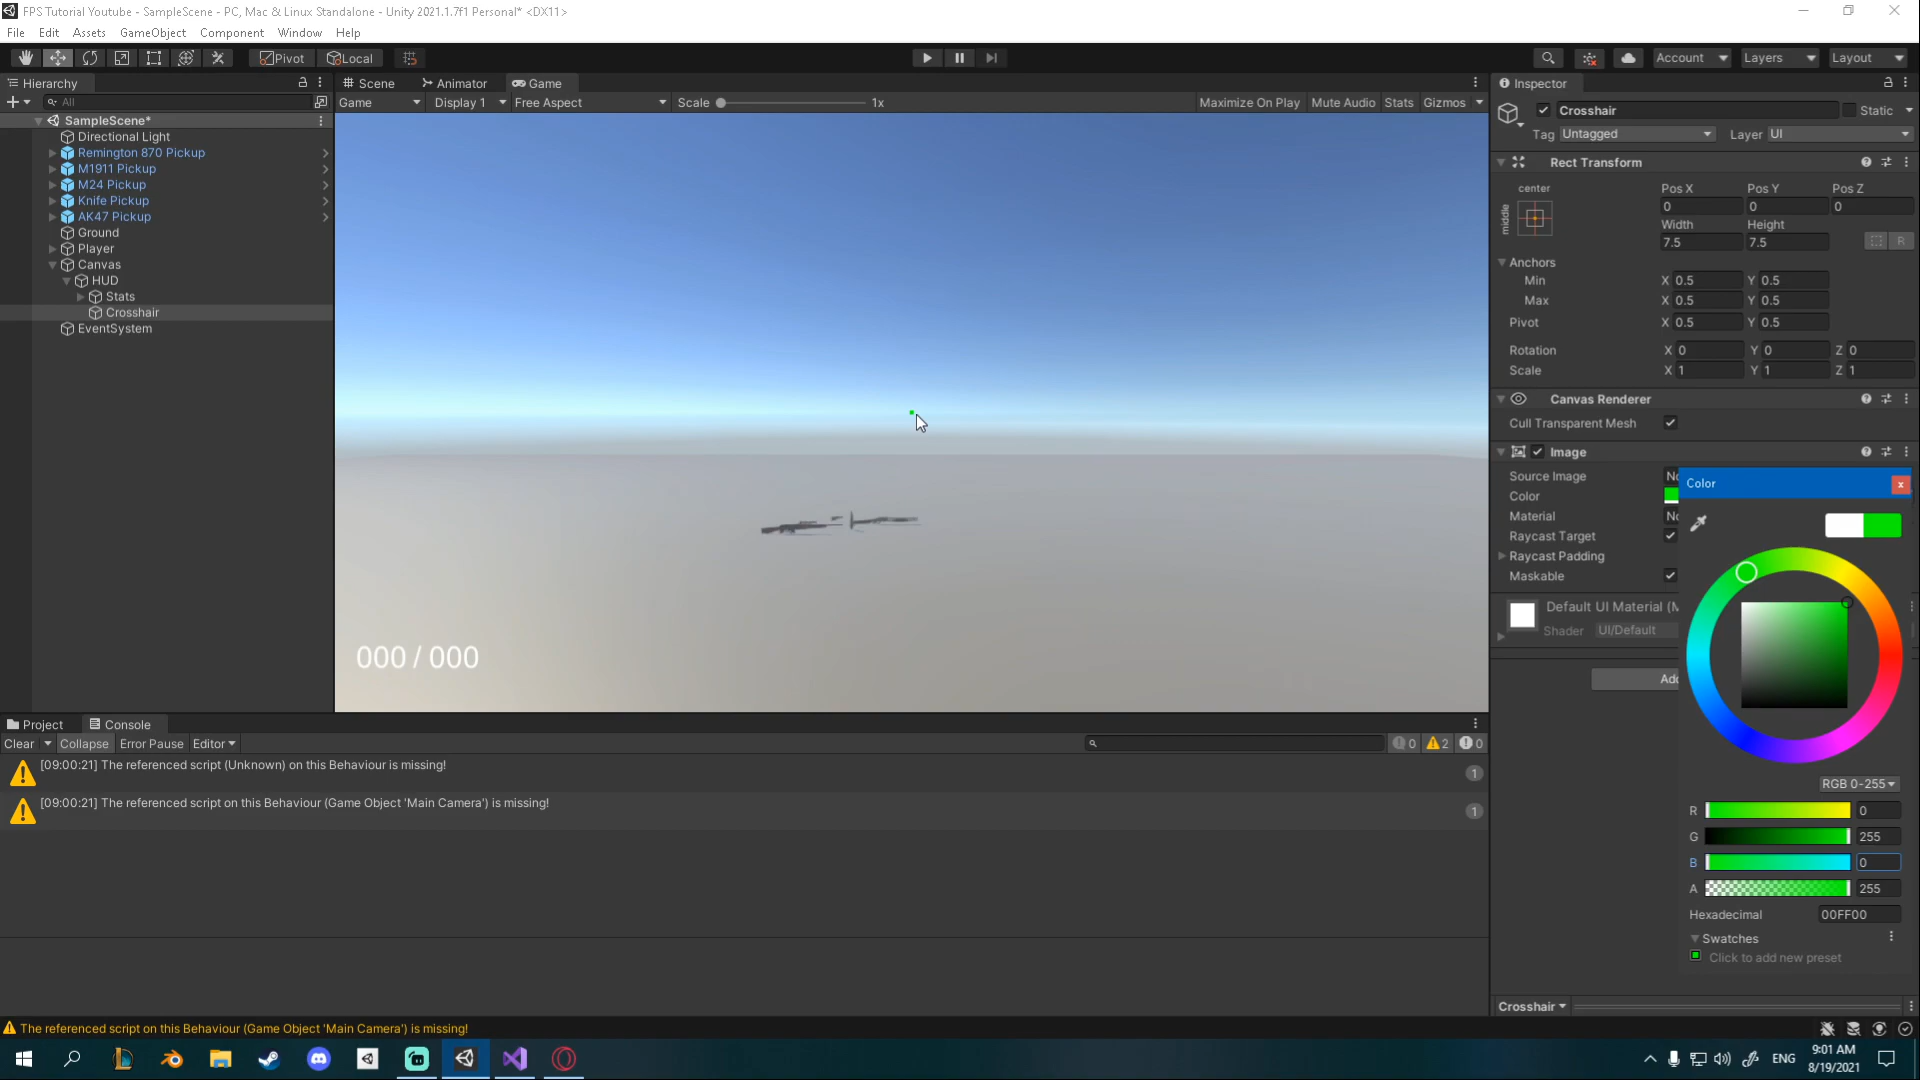 FPS Tutorial Youtube - SampleScene - PC, Mac & Linux Standalone - Unity 2021.1.7f1 Personal* <DX11>
File Edit Assets GameObject Component Window Help
Pivot Local Account Layers Layout
Hierarchy
All
SampleScene*
Directional Light
Remington 870 Pickup
M1911 Pickup
M24 Pickup
Knife Pickup
AK47 Pickup
Ground
Player
Canvas
HUD
Stats
Crosshair
EventSystem
Scene Animator Game
Game Display 1 Free Aspect Scale 1x Maximize On Play Mute Audio Stats Gizmos
000 / 000
Inspector
Crosshair Static
Tag Untagged Layer UI
Rect Transform
center
middle
Pos X Pos Y Pos Z
0 0 0
Width Height
7.5 7.5
R
Anchors
Min X 0.5 Y 0.5
Max X 0.5 Y 0.5
Pivot X 0.5 Y 0.5
Rotation X 0 Y 0 Z 0
Scale X 1 Y 1 Z 1
Canvas Renderer
Cull Transparent Mesh
Image
Source Image
Color
Material
Raycast Target
Raycast Padding
Maskable
Default UI Material (M
Shader UI/Default
Add
Color
x
RGB 0-255
R 0
G 255
B 0
A 255
Hexadecimal 00FF00
Swatches
Click to add new preset
Crosshair
Project Console
Clear Collapse Error Pause Editor 0 2 0
[09:00:21] The referenced script (Unknown) on this Behaviour is missing!
1
[09:00:21] The referenced script on this Behaviour (Game Object 'Main Camera') is missing!
1
The referenced script on this Behaviour (Game Object 'Main Camera') is missing!
ENG
9:01 AM
8/19/2021